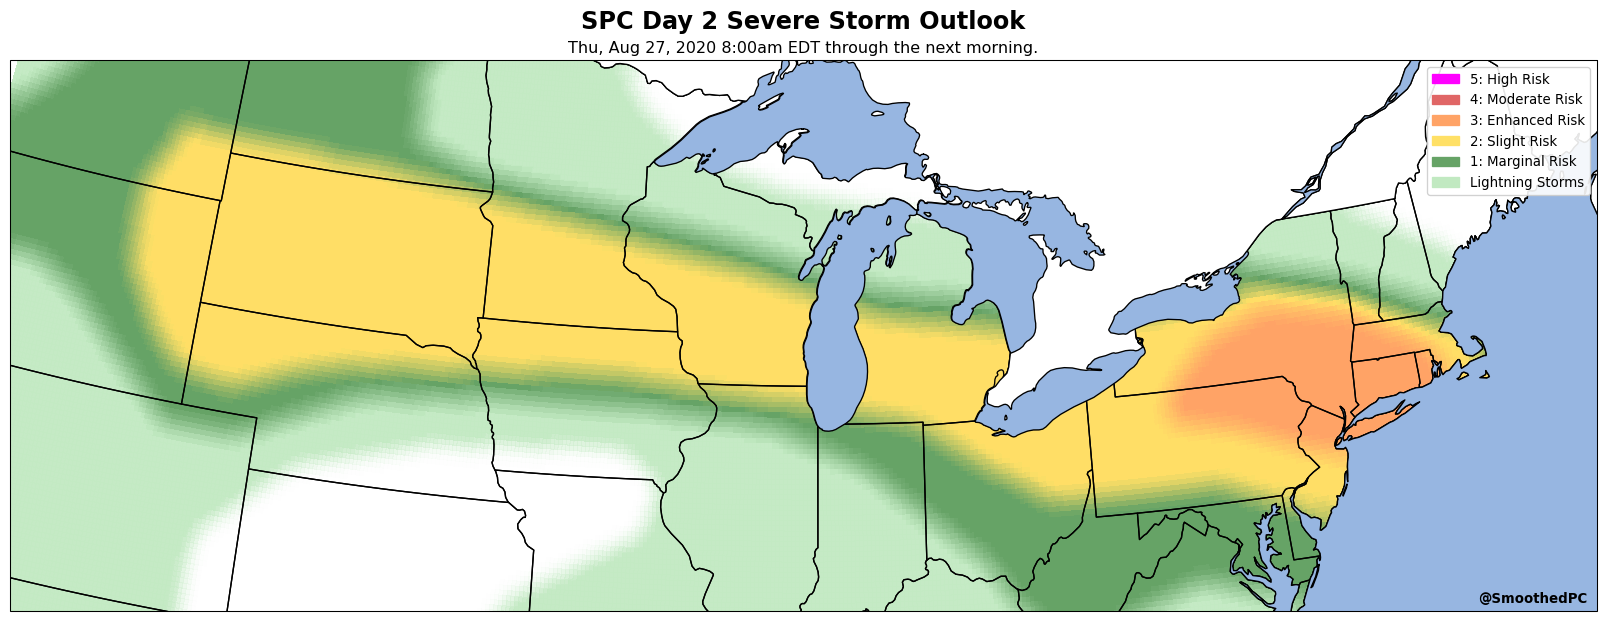 SPC Day 2 Severe Storm Outlook
Thu, Aug 27, 2020 8:00am EDT through the next morning.
5: High Risk
4: Moderate Risk
3: Enhanced Risk
2: Slight Risk
1: Marginal Risk
Lightning Storms
@SmoothedPC